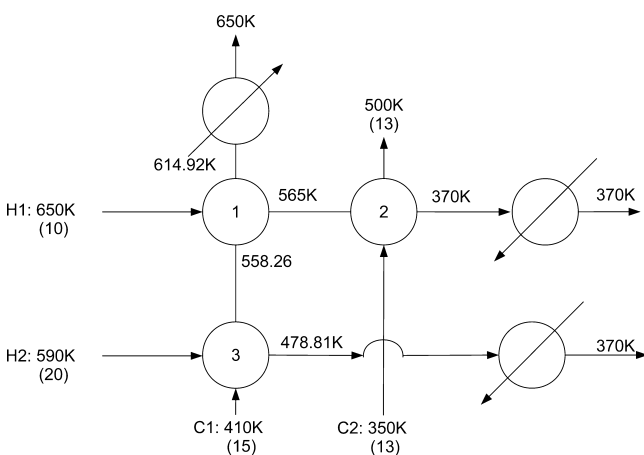 650K
500K
(13)
614.92K
H1: 650K
(10)
1
565K
2
370K
370K
558.26
H2: 590K
(20)
3
478.81K
370K
C1: 410K
(15)
C2: 350K
(13)